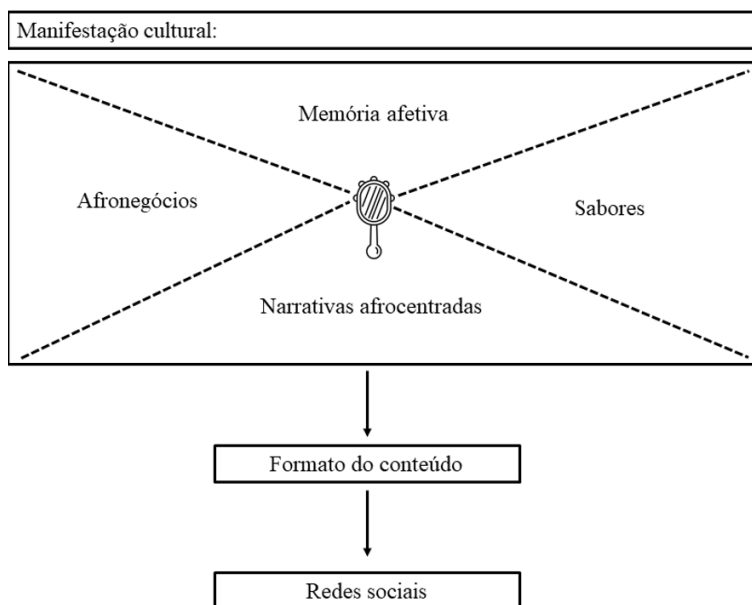 Manifestação cultural:
Memória afetiva
Afronegócios
Sabores
Narrativas afrocentradas
Formato do conteúdo
Redes sociais